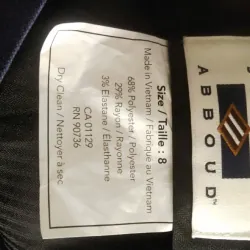 Size / Taille : 8
Made in Vietnam / Fabriqué au Vietnam
68% Polyester / Polyester
29% Rayon / Rayonne
3% Elastane / Élasthanne
Dry Clean / Nettoyer à sec
CA 01129
RN 90736
ABBOUD